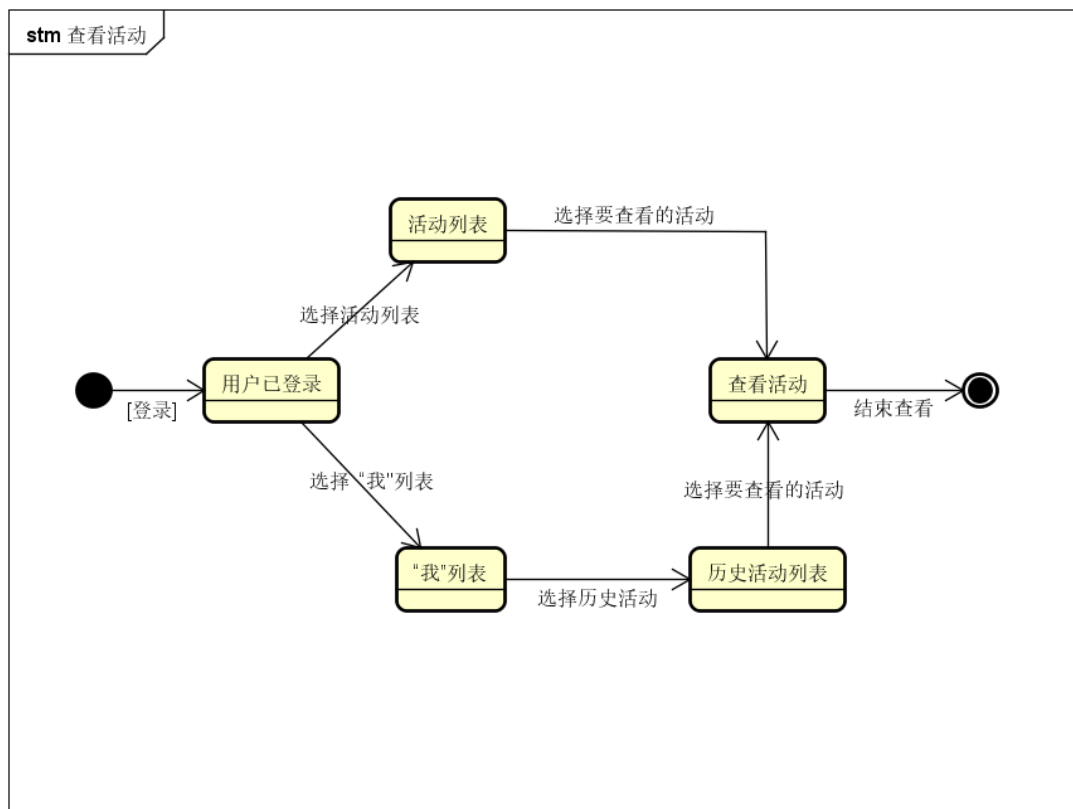 stm 查看活动
活动列表
选择要查看的活动
选择活动列表
用户已登录
[登录]
查看活动
结束查看
选择 “我"列表
选择要查看的活动
“我”列表
选择历史活动
历史活动列表